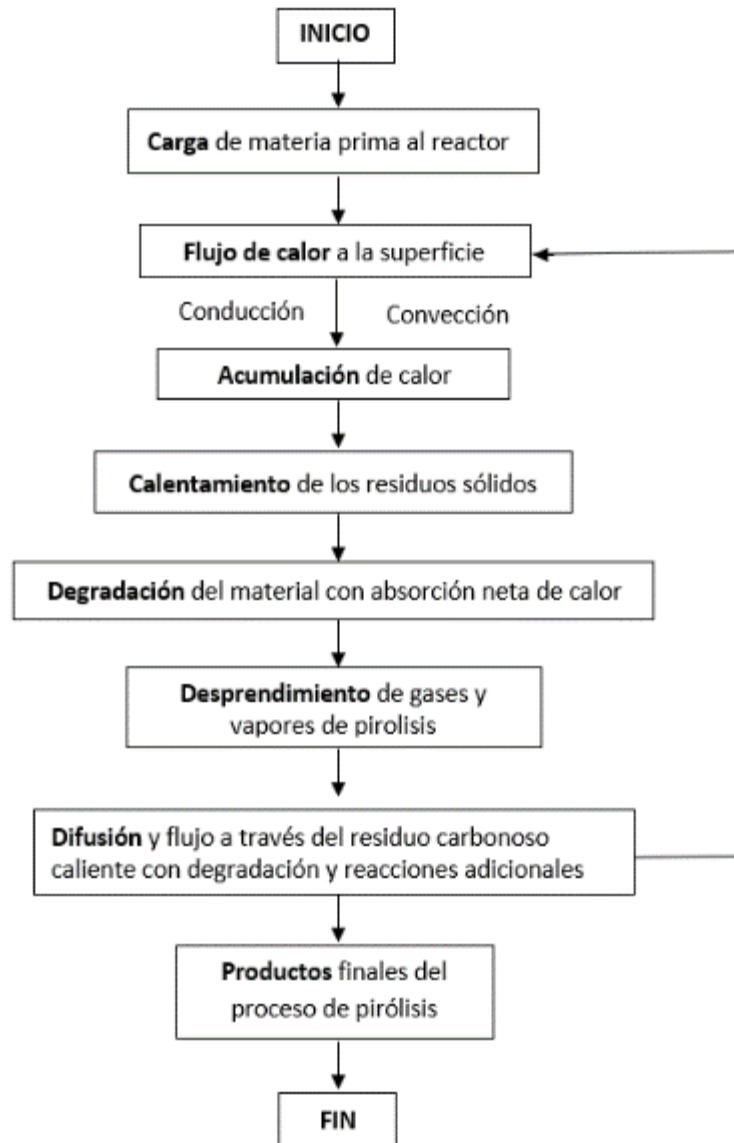 INICIO
Carga de materia prima al reactor
Flujo de calor a la superficie
Conducción
Convección
Acumulación de calor
Calentamiento de los residuos sólidos
Degradación del material con absorción neta de calor
Desprendimiento de gases y
vapores de pirolisis
Difusión y flujo a través del residuo carbonoso
caliente con degradación y reacciones adicionales
Productos finales del
proceso de pirólisis
FIN